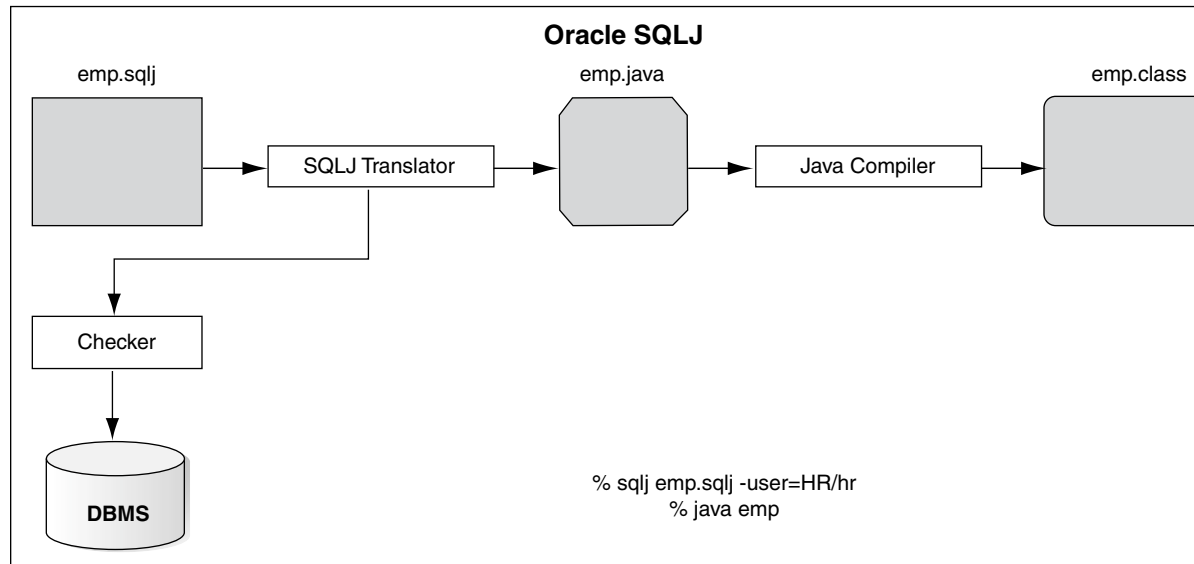 Oracle SQLJ
emp.sqlj
emp.java
emp.class
SQLJ Translator
Java Compiler
Checker
DBMS
% sqlj emp.sqlj -user=HR/hr
% java emp